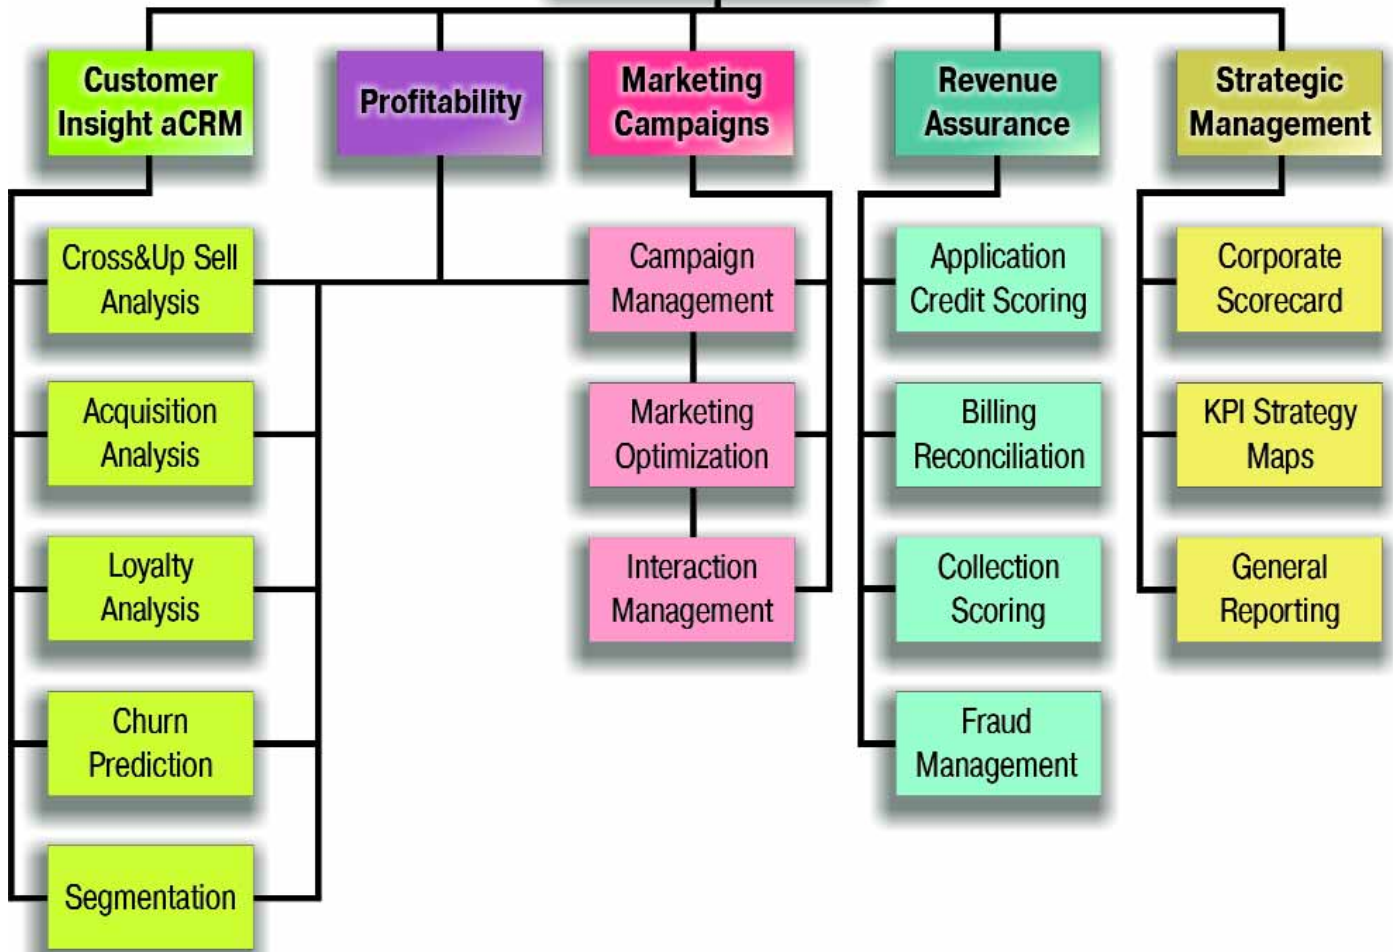 Customer
Insight aCRM
Profitability
Marketing
Campaigns
Revenue
Assurance
Strategic
Management
Cross&Up Sell
Analysis
Campaign
Management
Application
Credit Scoring
Corporate
Scorecard
Acquisition
Analysis
Marketing
Optimization
Billing
Reconciliation
KPI Strategy
Maps
Loyalty
Analysis
Interaction
Management
Collection
Scoring
General
Reporting
Churn
Prediction
Fraud
Management
Segmentation